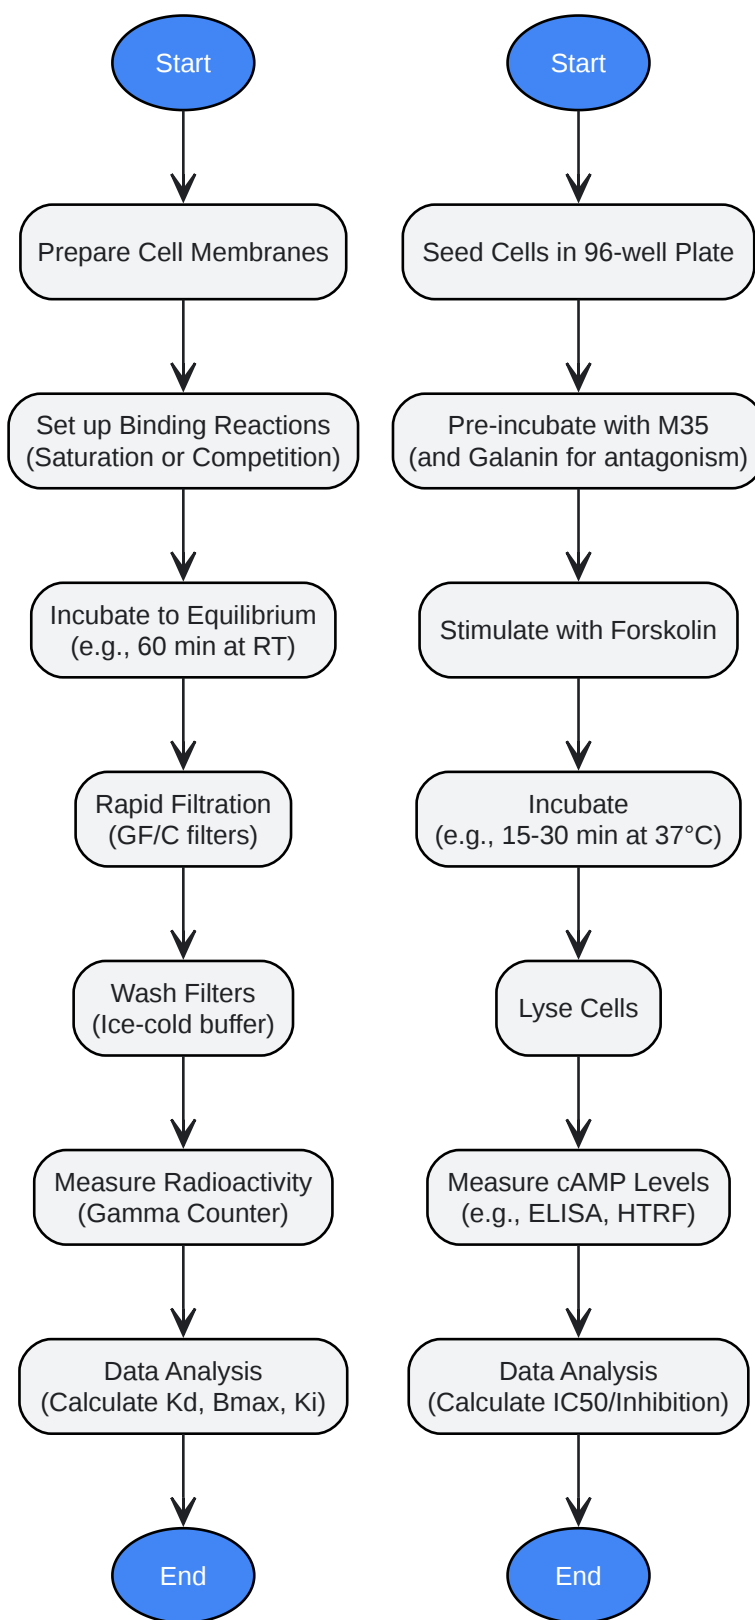 Start
Prepare Cell Membranes
Set up Binding Reactions
(Saturation or Competition)
Incubate to Equilibrium
(e.g., 60 min at RT)
Rapid Filtration
(GF/C filters)
Wash Filters
(Ice-cold buffer)
Measure Radioactivity
(Gamma Counter)
Data Analysis
(Calculate Kd, Bmax, Ki)
End
Start
Seed Cells in 96-well Plate
Pre-incubate with M35
(and Galanin for antagonism)
Stimulate with Forskolin
Incubate
(e.g., 15-30 min at 37°C)
Lyse Cells
Measure cAMP Levels
(e.g., ELISA, HTRF)
Data Analysis
(Calculate IC50/Inhibition)
End